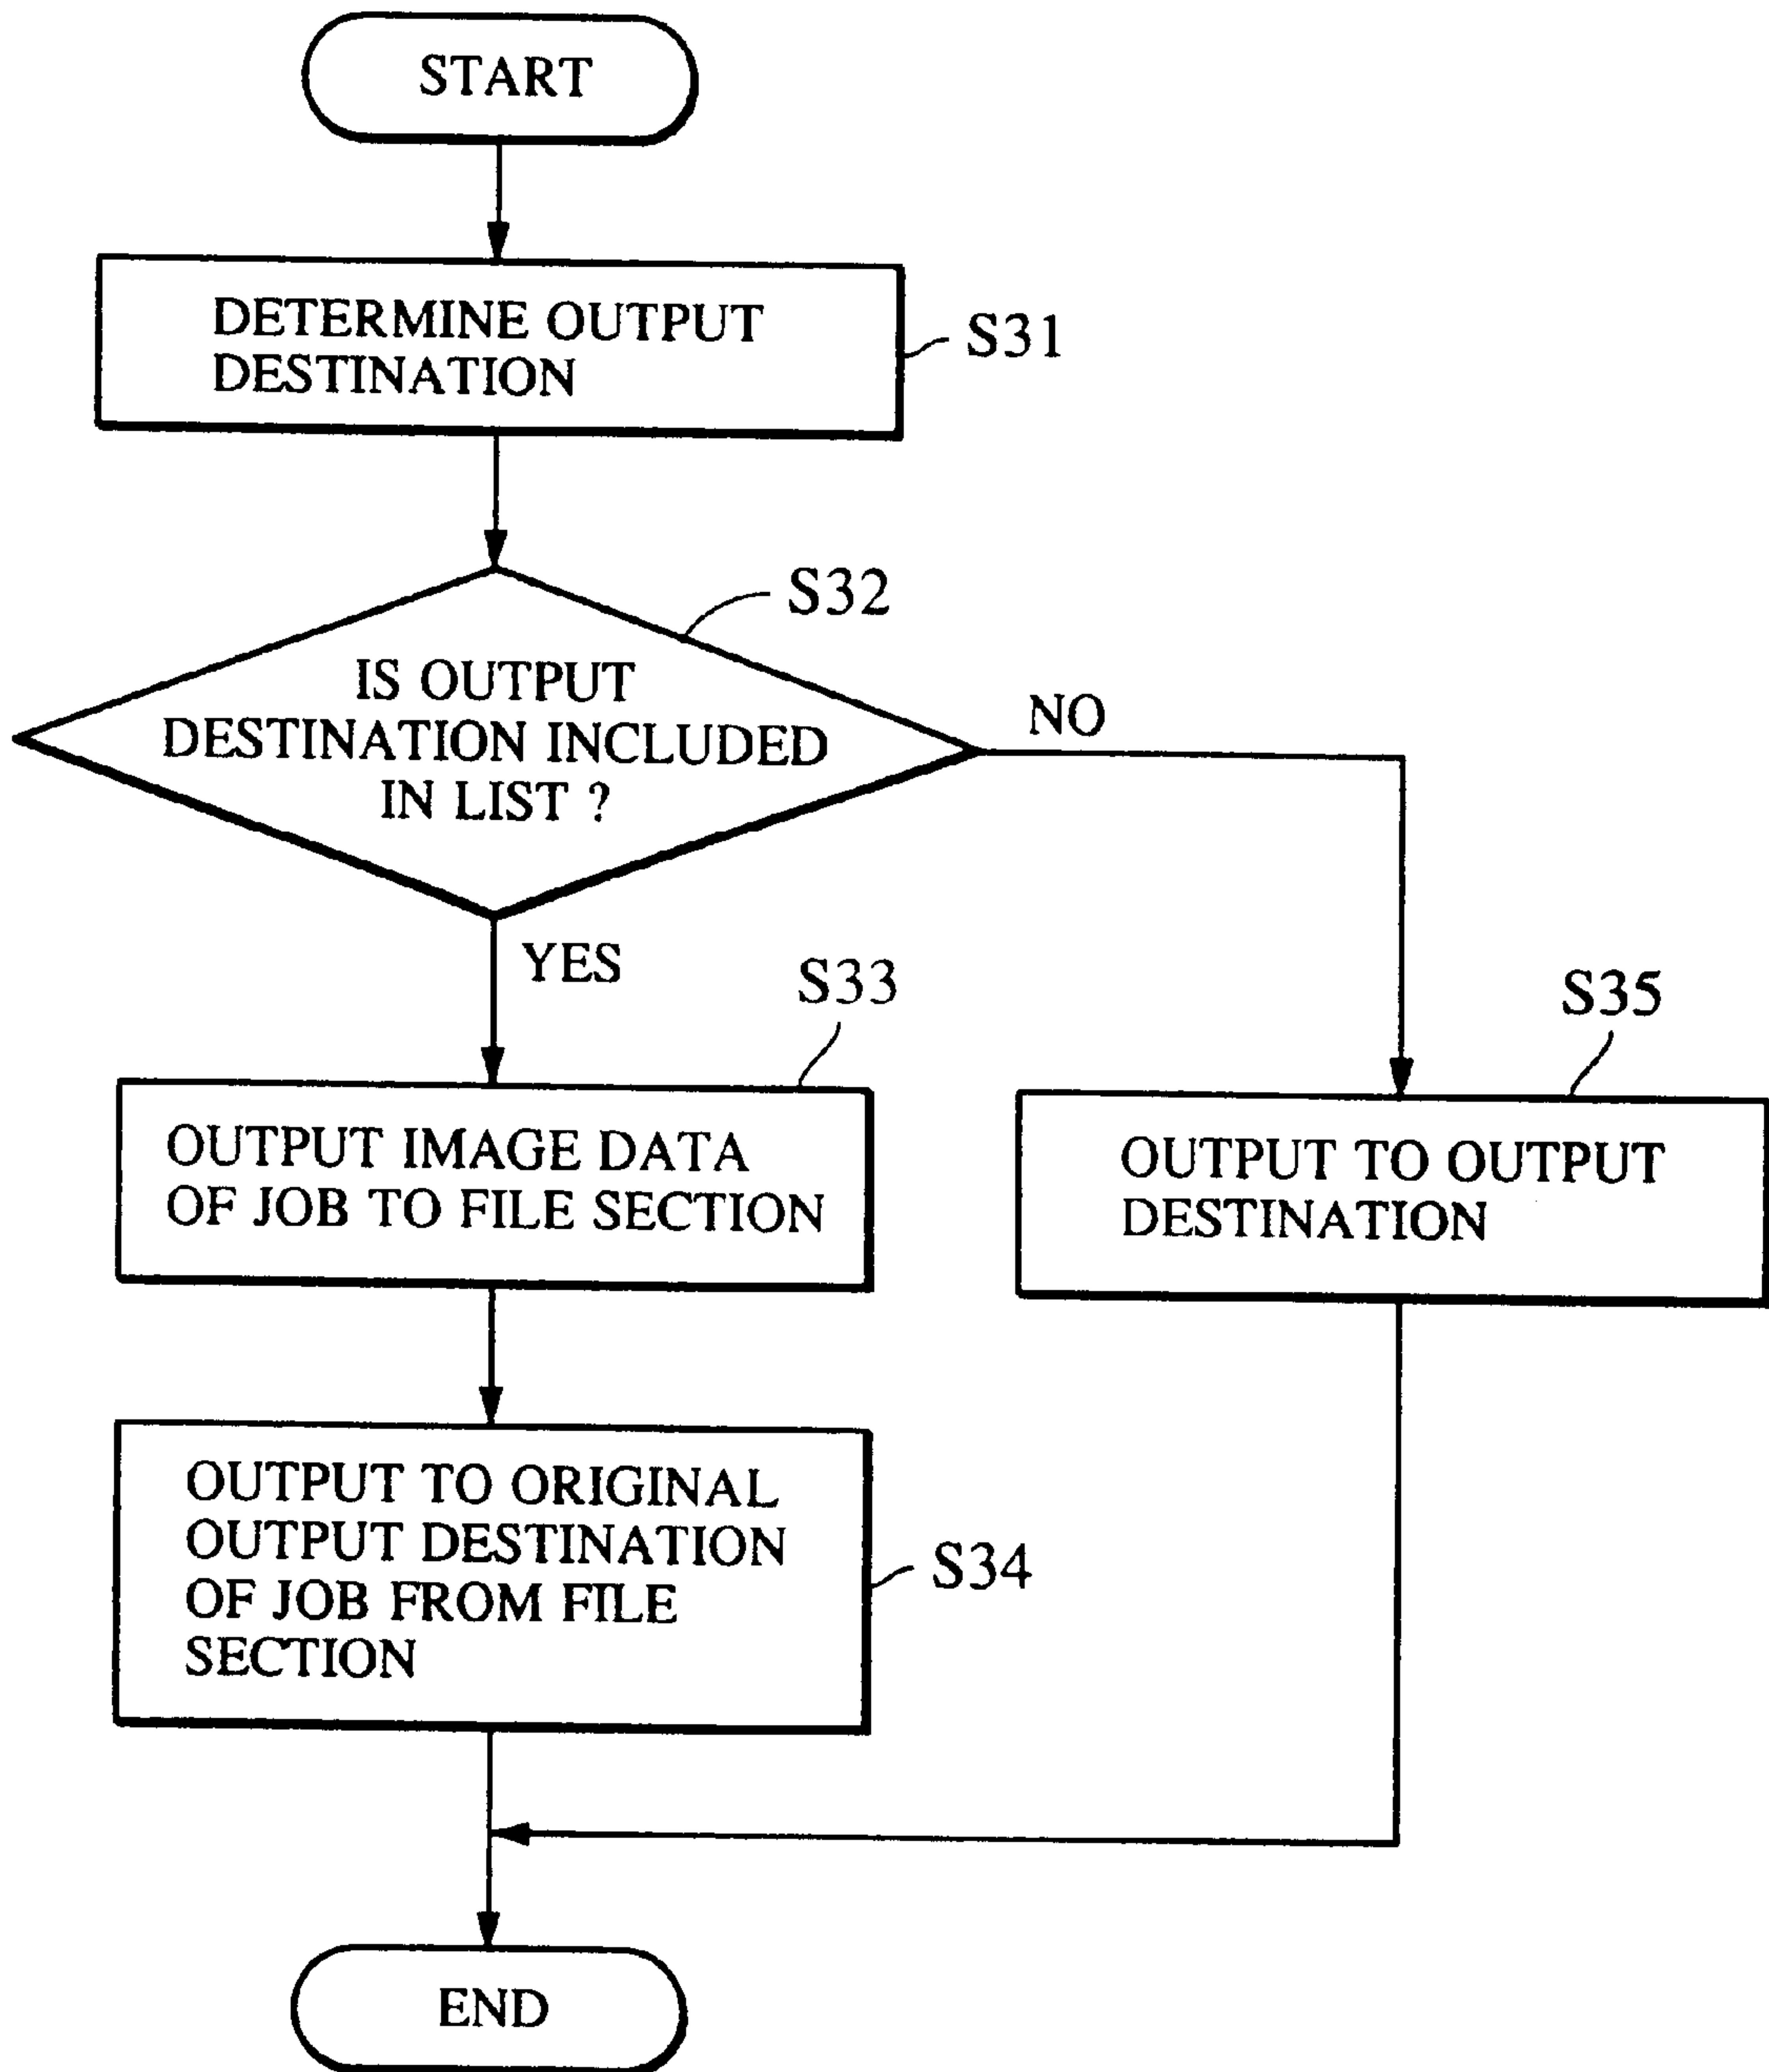 START
DETERMINE OUTPUT
DESTINATION
S31
S32
IS OUTPUT
DESTINATION INCLUDED
IN LIST ?
NO
YES
S33
OUTPUT IMAGE DATA
OF JOB TO FILE SECTION
S35
OUTPUT TO OUTPUT
DESTINATION
OUTPUT TO ORIGINAL
OUTPUT DESTINATION
OF JOB FROM FILE
SECTION
S34
END